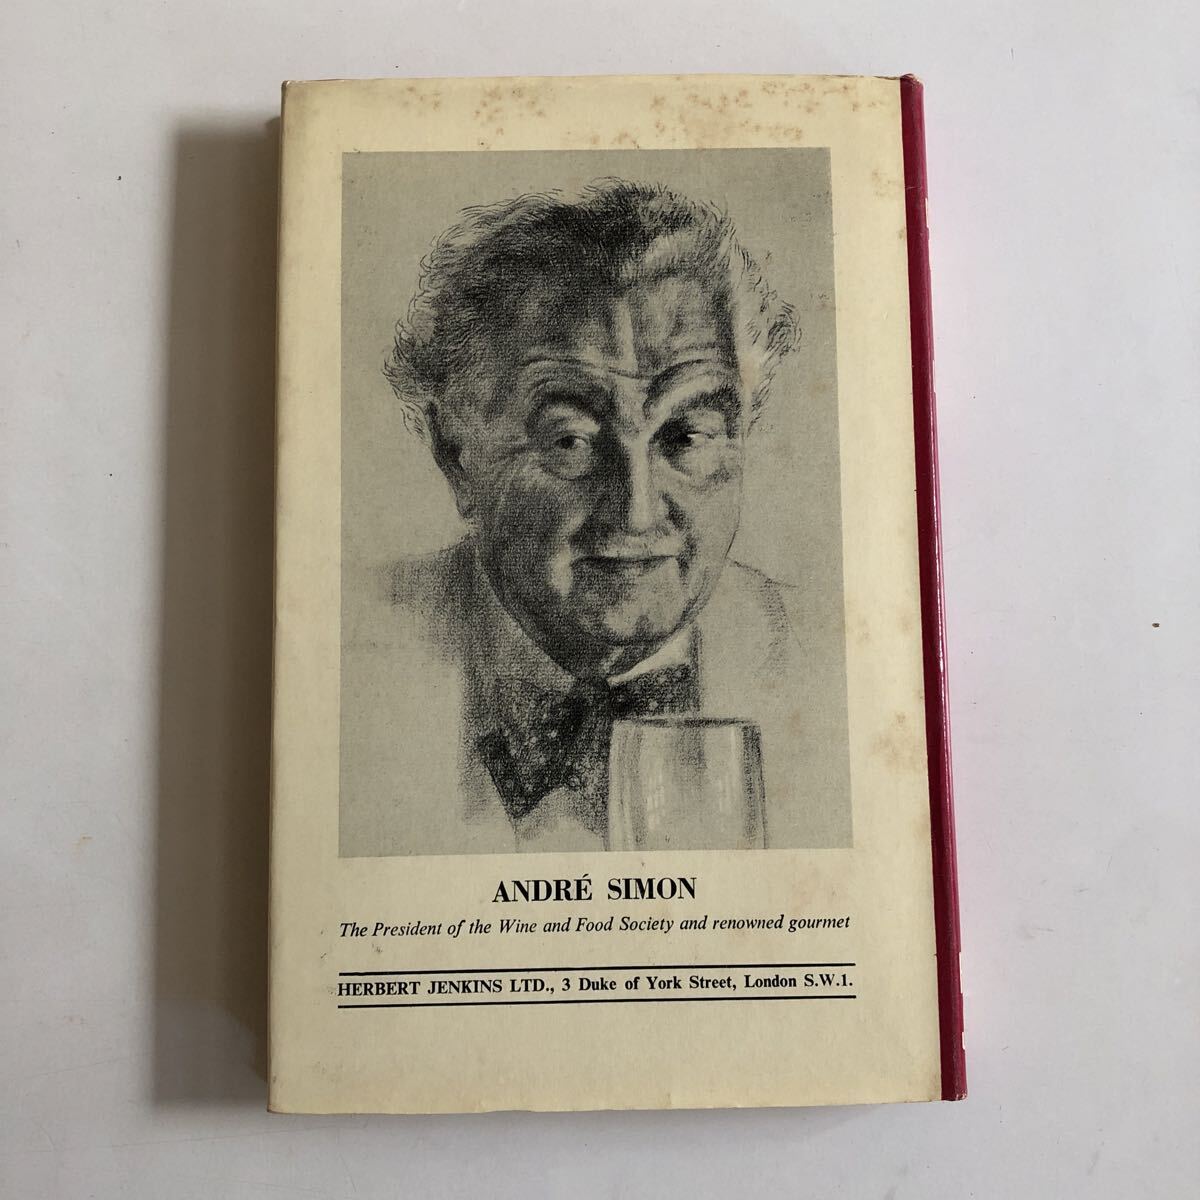 ANDRÉ SIMON
The President of the Wine and Food Society and renowned gourmet
HERBERT JENKINS LTD., 3 Duke of York Street, London S.W.1.